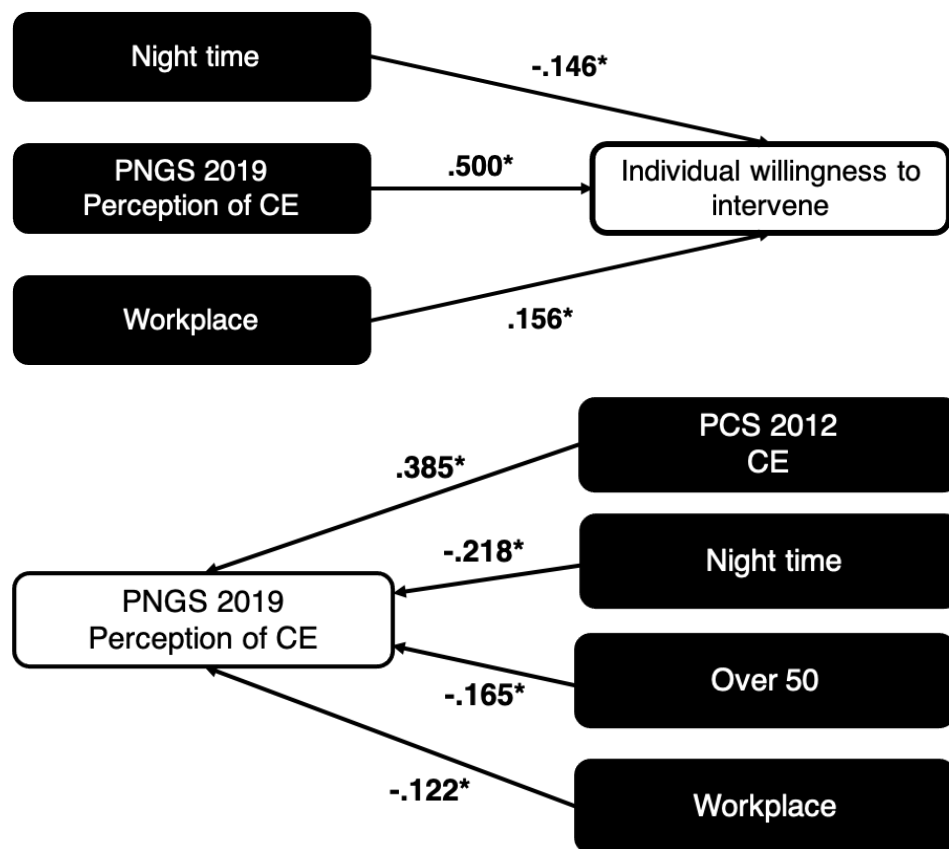 Night time
-.146*
PNGS 2019
Perception of CE
.500*
Individual willingness to
intervene
Workplace
.156*
PCS 2012
CE
.385*
Night time
-.218*
PNGS 2019
Perception of CE
Over 50
-.165*
Workplace
-.122*